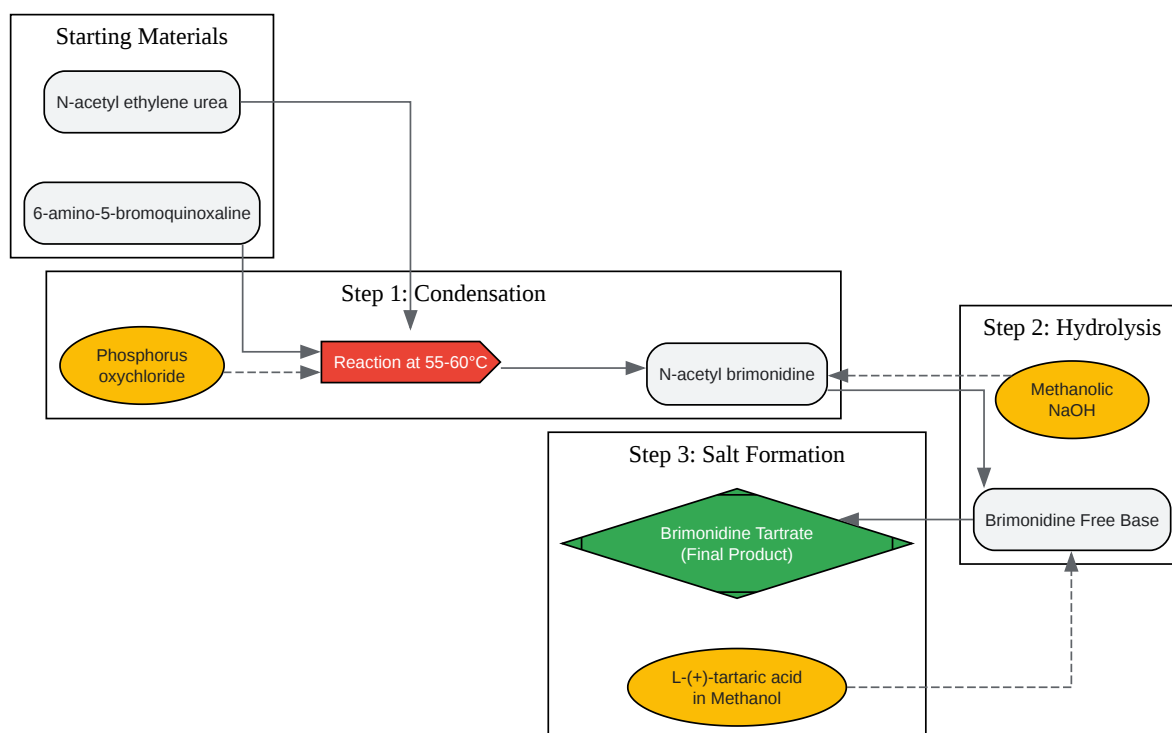 Starting Materials
N-acetyl ethylene urea
6-amino-5-bromoquinoxaline
Step 1: Condensation
Phosphorus
oxychloride
Reaction at 55-60°C
N-acetyl brimonidine
Step 2: Hydrolysis
Methanolic
NaOH
Brimonidine Free Base
Step 3: Salt Formation
Brimonidine Tartrate
(Final Product)
L-(+)-tartaric acid
in Methanol